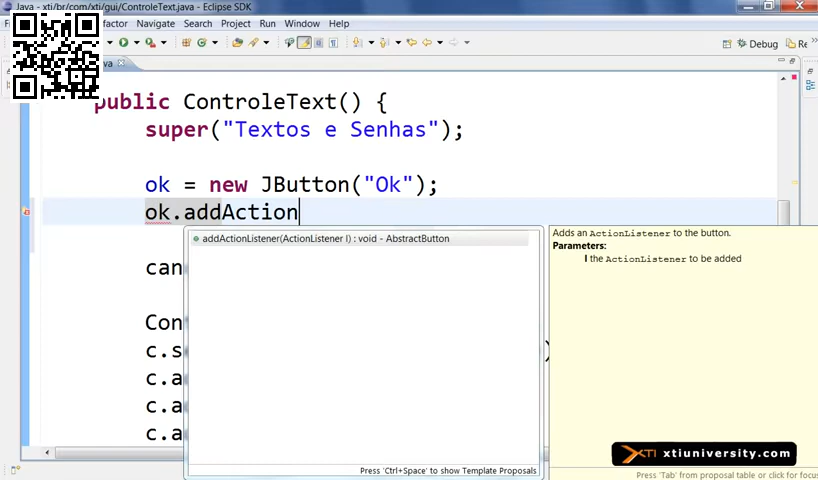 Java - xti/br/com/xti/gui/ControleText.java - Eclipse SDK
factor Navigate Search Project Run Window Help
Debug Re
va
public ControleText() {
super("Textos e Senhas");
ok = new JButton("Ok");
ok.addAction
addActionListener(ActionListener l) : void - AbstractButton
Adds an ActionListener to the button.
Parameters:
l the ActionListener to be added
can
Con
c.s )
c.a
c.a
c.a
Press 'Ctrl+Space' to show Template Proposals
XTI xtiuniversity.com
Press 'Tab' from proposal table or click for focus